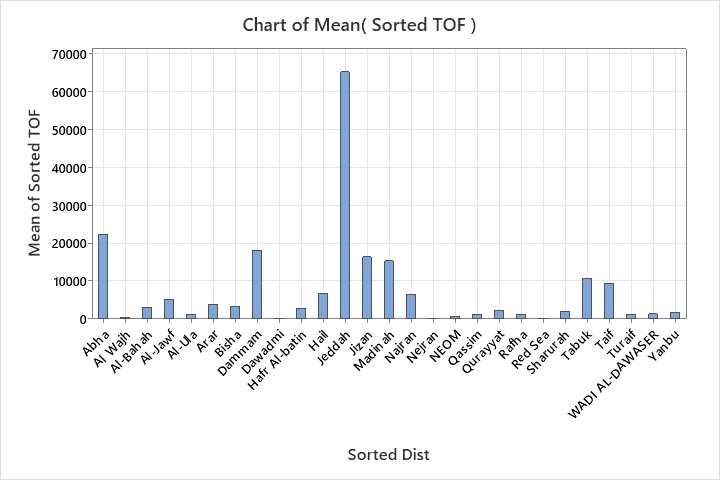 Chart of Mean( Sorted TOF )
Mean of Sorted TOF
70000
60000
50000
40000
30000
20000
10000
0
Abha
Al Wajh
Al-Bahah
Al-Jawf
Al-Ula
Arar
Bisha
Dammam
Dawadmi
Hafr Al-batin
Hail
Jeddah
Jizan
Madinah
Najran
Nejran
NEOM
Qassim
Qurayyat
Rafha
Red Sea
Sharurah
Tabuk
Taif
Turaif
WADI AL-DAWASER
Yanbu
Sorted Dist